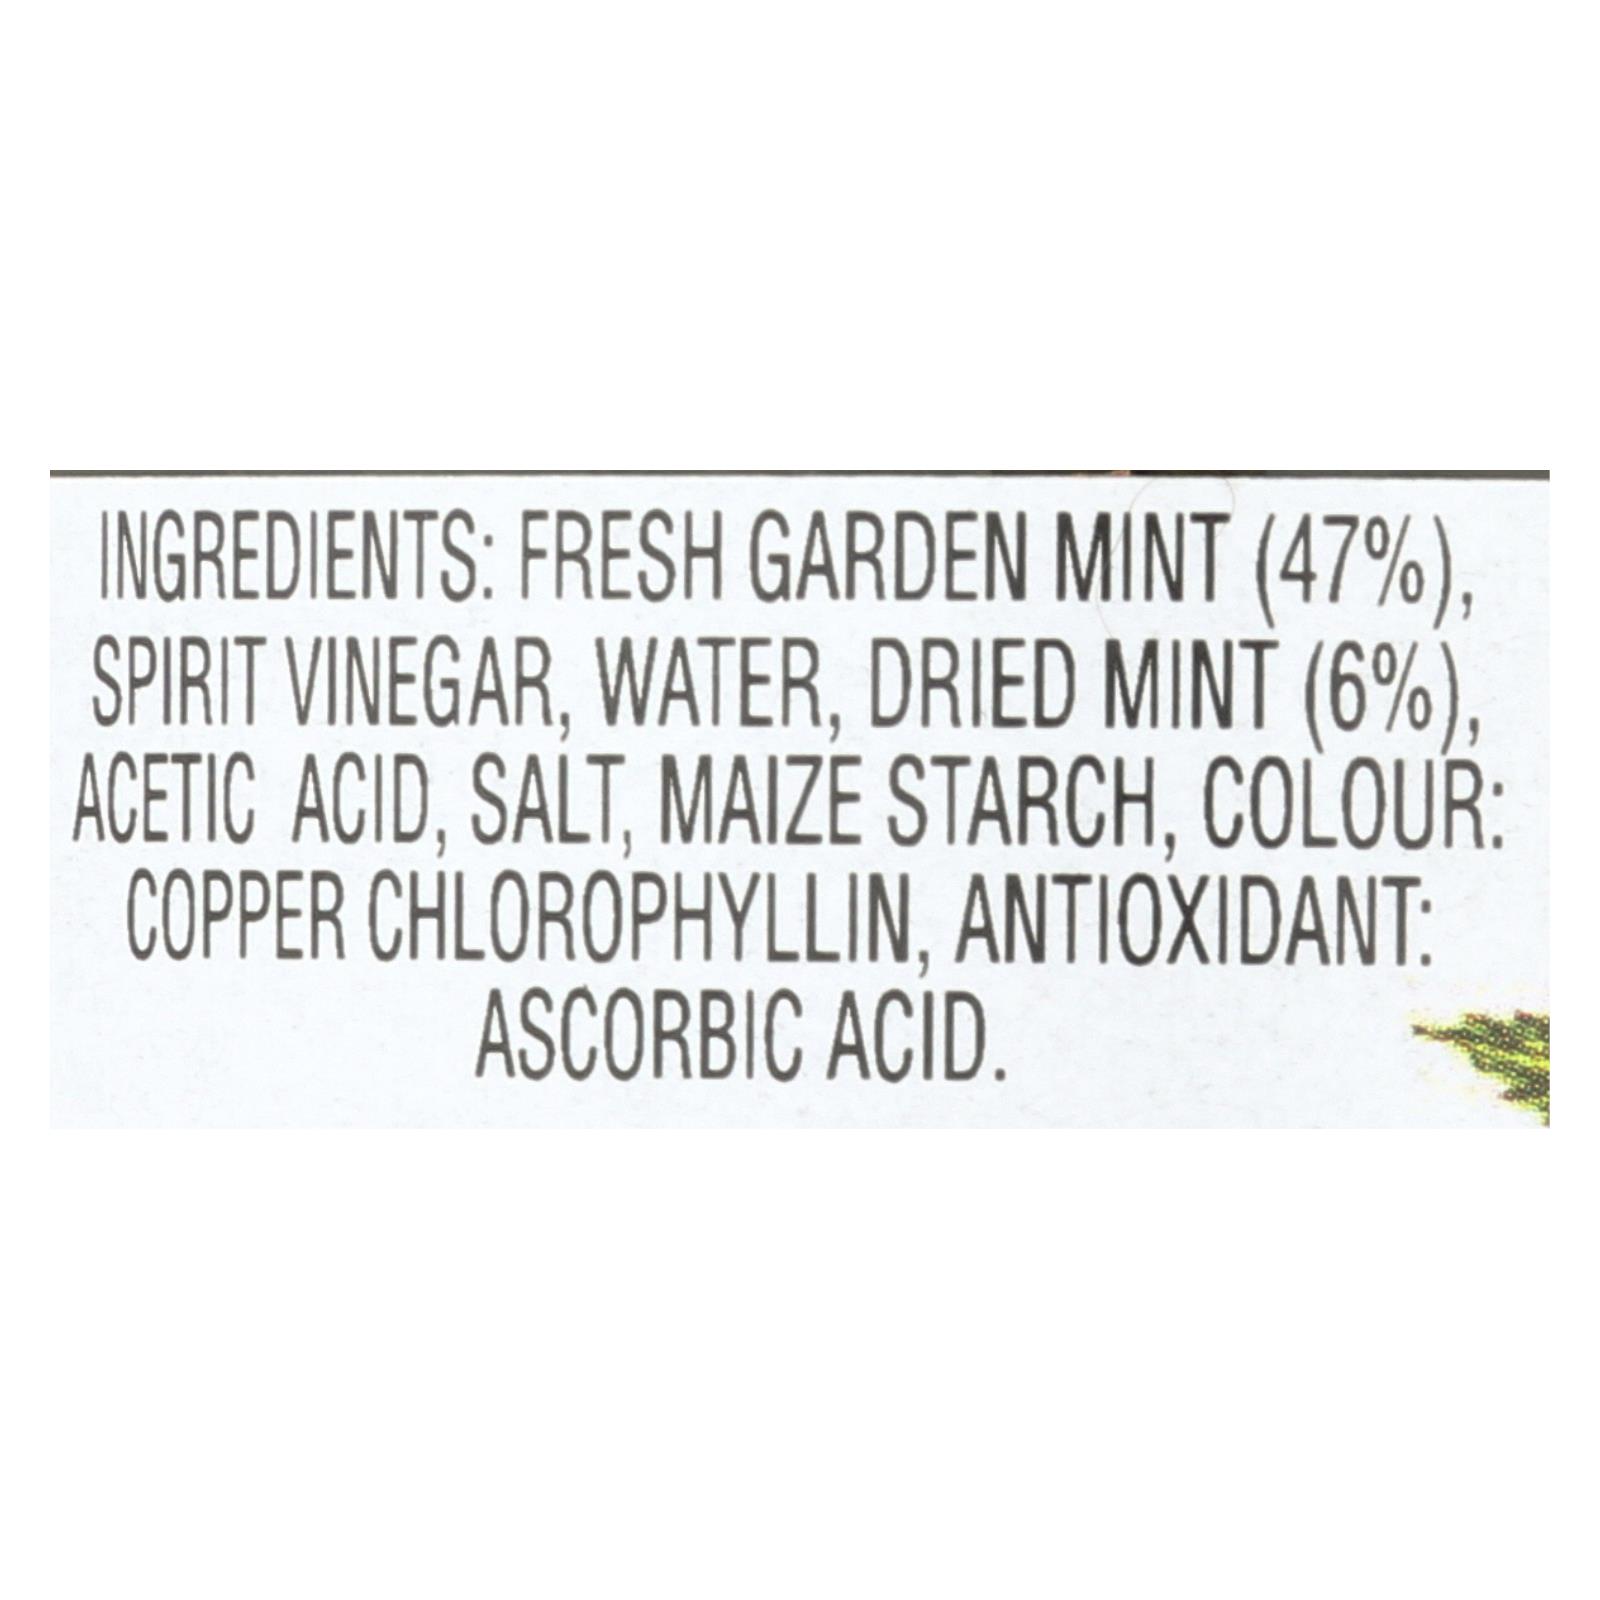 INGREDIENTS: FRESH GARDEN MINT (47%),
SPIRIT VINEGAR, WATER, DRIED MINT (6%),
ACETIC ACID, SALT, MAIZE STARCH, COLOUR:
COPPER CHLOROPHYLLIN, ANTIOXIDANT:
ASCORBIC ACID.